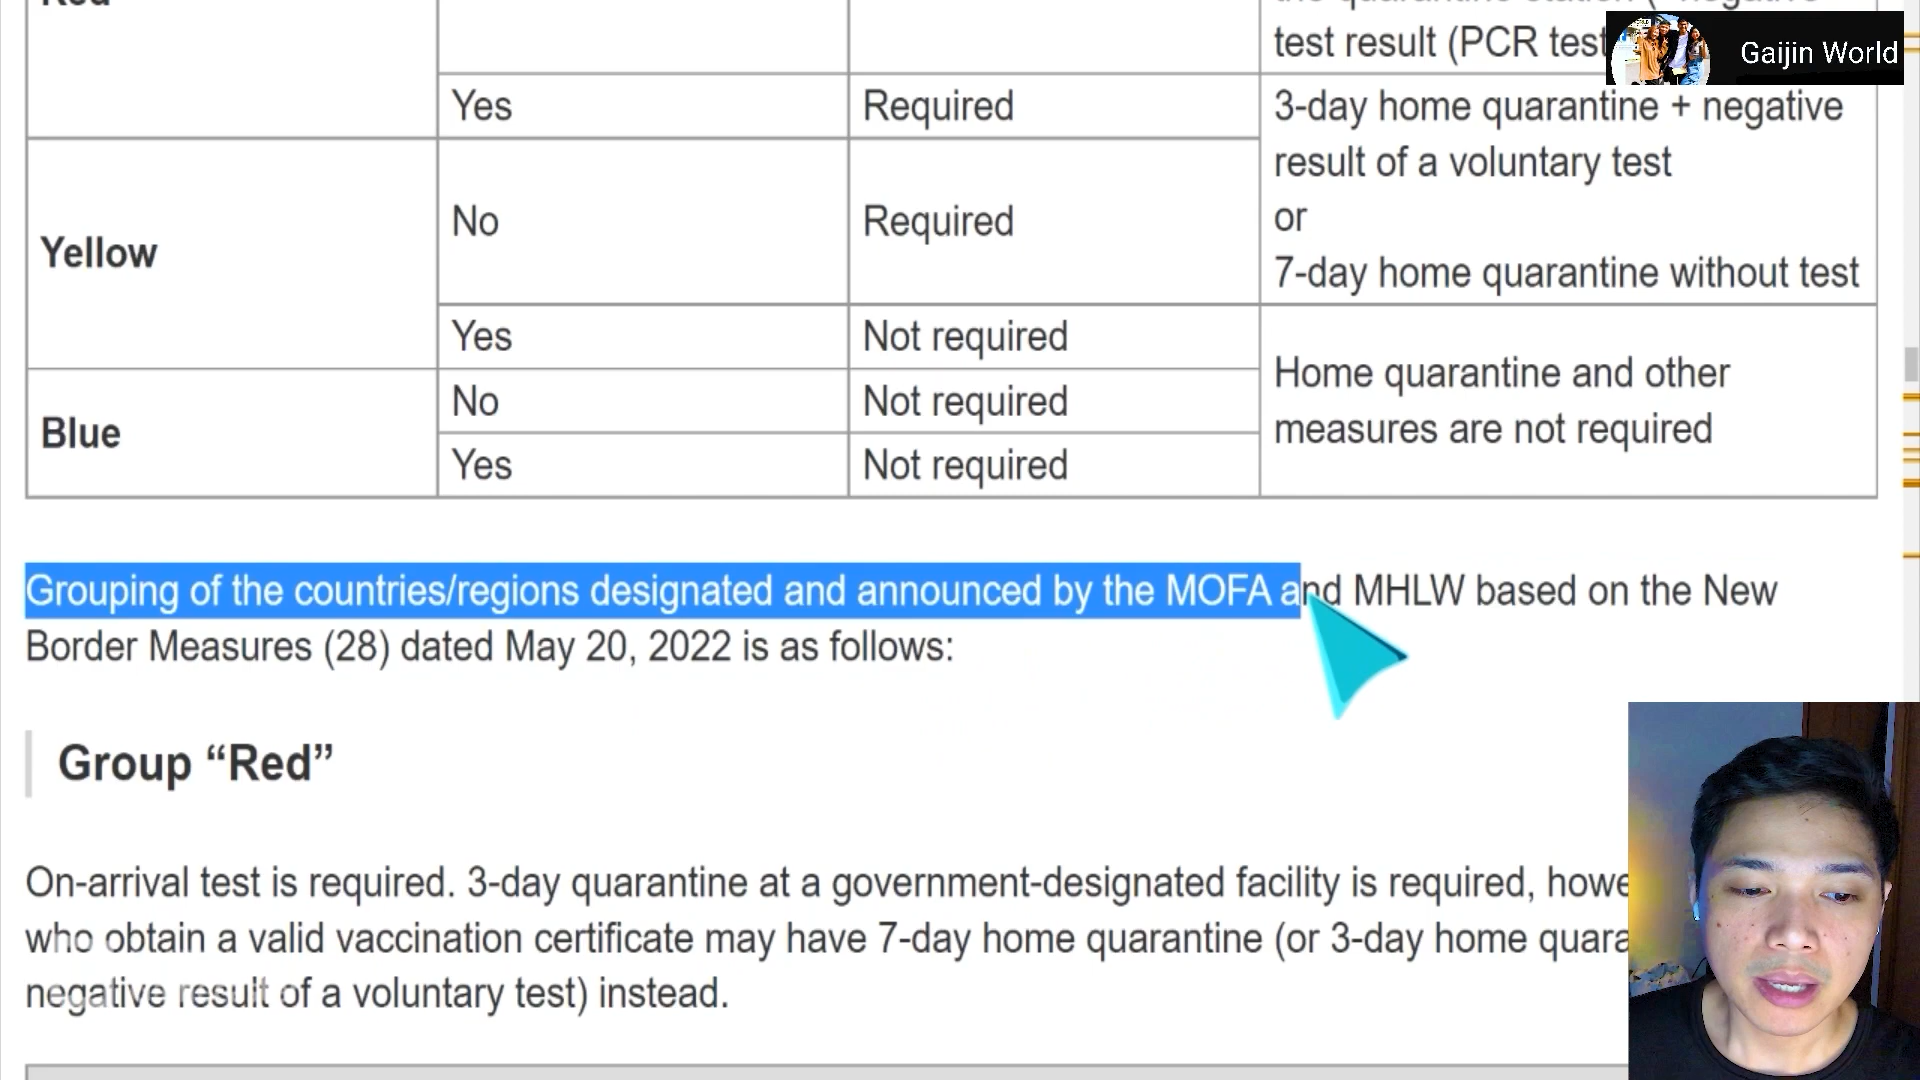 Red
the quarantine station (
negative
test result (PCR test
Gaijin World
Yes
Required
3-day home quarantine + negative
result of a voluntary test
or
7-day home quarantine without test
Yellow
No
Required
Yes
Not required
Home quarantine and other
measures are not required
Blue
No
Not required
Yes
Not required
Grouping of the countries/regions designated and announced by the MOFA and MHLW based on the New
Border Measures (28) dated May 20, 2022 is as follows:
Group “Red”
On-arrival test is required. 3-day quarantine at a government-designated facility is required, howe
who obtain a valid vaccination certificate may have 7-day home quarantine (or 3-day home quara
negative result of a voluntary test) instead.